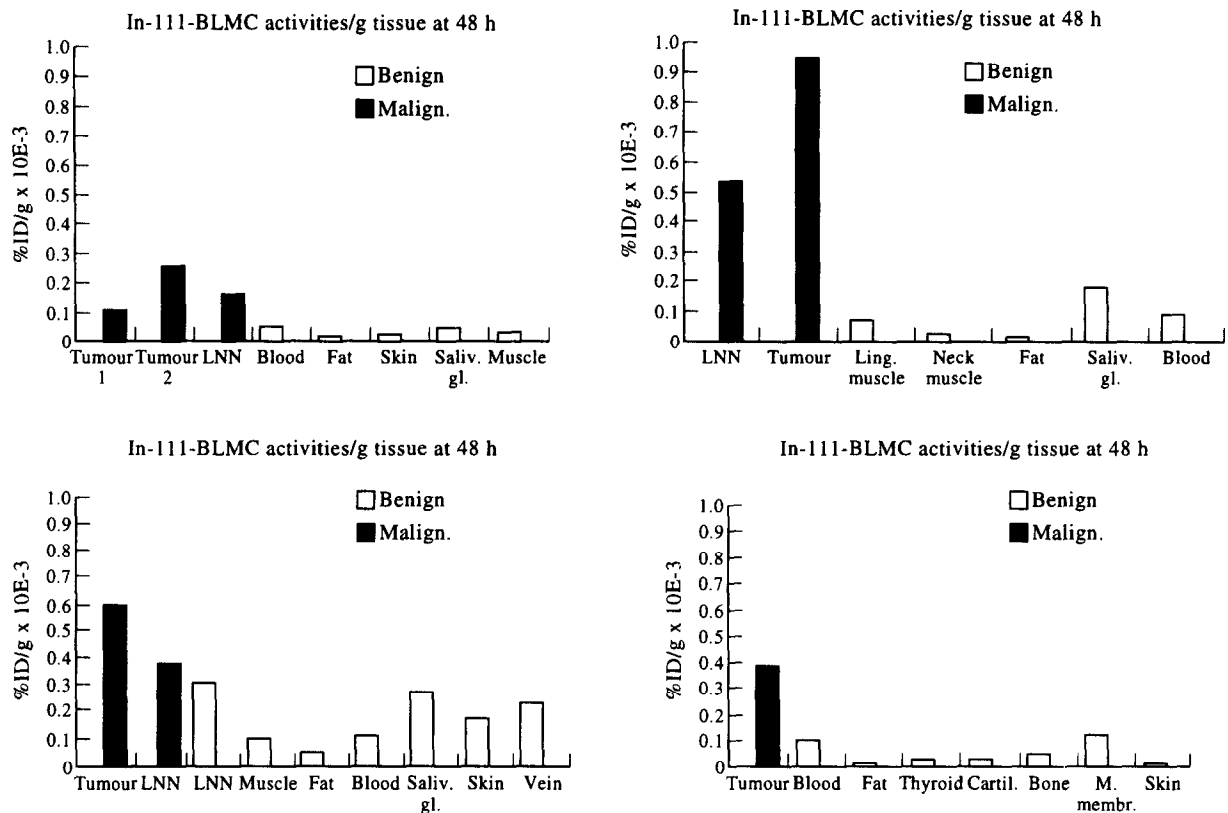 In-111-BLMC activities/g tissue at 48 h
%ID/g x 10E-3
1.0
0.9
0.8
0.7
0.6
0.5
0.4
0.3
0.2
0.1
0
Benign
Malign.
Tumour 1
Tumour 2
LNN
Blood
Fat
Skin
Saliv. gl.
Muscle
In-111-BLMC activities/g tissue at 48 h
%ID/g x 10E-3
1.0
0.9
0.8
0.7
0.6
0.5
0.4
0.3
0.2
0.1
0
Benign
Malign.
LNN
Tumour
Ling. muscle
Neck muscle
Fat
Saliv. gl.
Blood
In-111-BLMC activities/g tissue at 48 h
%ID/g x 10E-3
1.0
0.9
0.8
0.7
0.6
0.5
0.4
0.3
0.2
0.1
0
Benign
Malign.
Tumour
LNN
LNN
Muscle
Fat
Blood
Saliv. gl.
Skin
Vein
In-111-BLMC activities/g tissue at 48 h
%ID/g x 10E-3
1.0
0.9
0.8
0.7
0.6
0.5
0.4
0.3
0.2
0.1
0
Benign
Malign.
Tumour
Blood
Fat
Thyroid
Cartil.
Bone
M. membr.
Skin